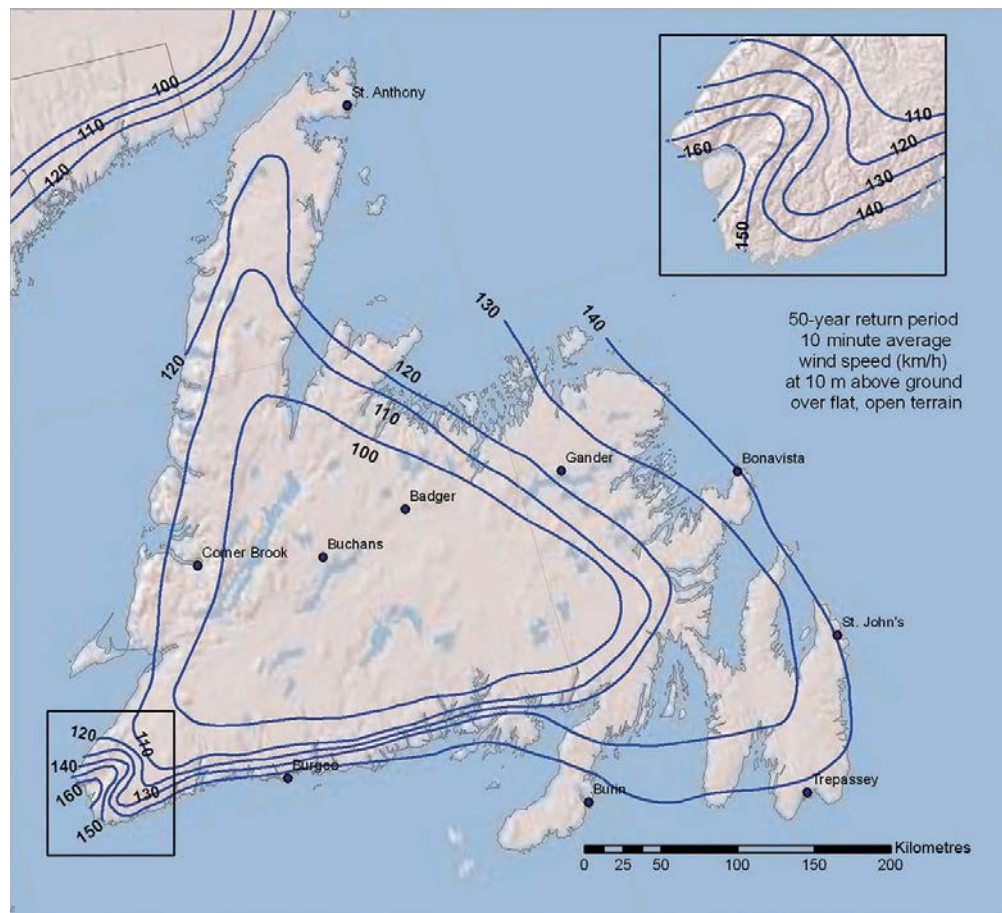 100
110
120
St. Anthony
110
120
130
140
160
150
130
140
120
50-year return period
10 minute average
wind speed (km/h)
at 10 m above ground
over flat, open terrain
120
110
100
Gander
Bonavista
Badger
Corner Brook
Buchans
St. John's
120
110
140
160
130
150
Burgeo
Burin
Trepassey
Kilometres
0 25 50 100 150 200